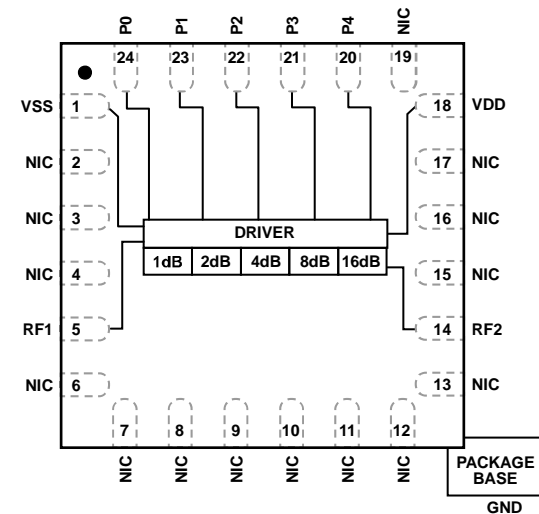 P0 P1 P2 P3 P4 NIC
24 23 22 21 20 19
VSS 1 18 VDD
NIC 2 17 NIC
NIC 3 16 NIC
DRIVER
1dB 2dB 4dB 8dB 16dB
NIC 4 15 NIC
RF1 5 14 RF2
NIC 6 13 NIC
7 8 9 10 11 12
NIC NIC NIC NIC NIC NIC
PACKAGE
BASE
GND